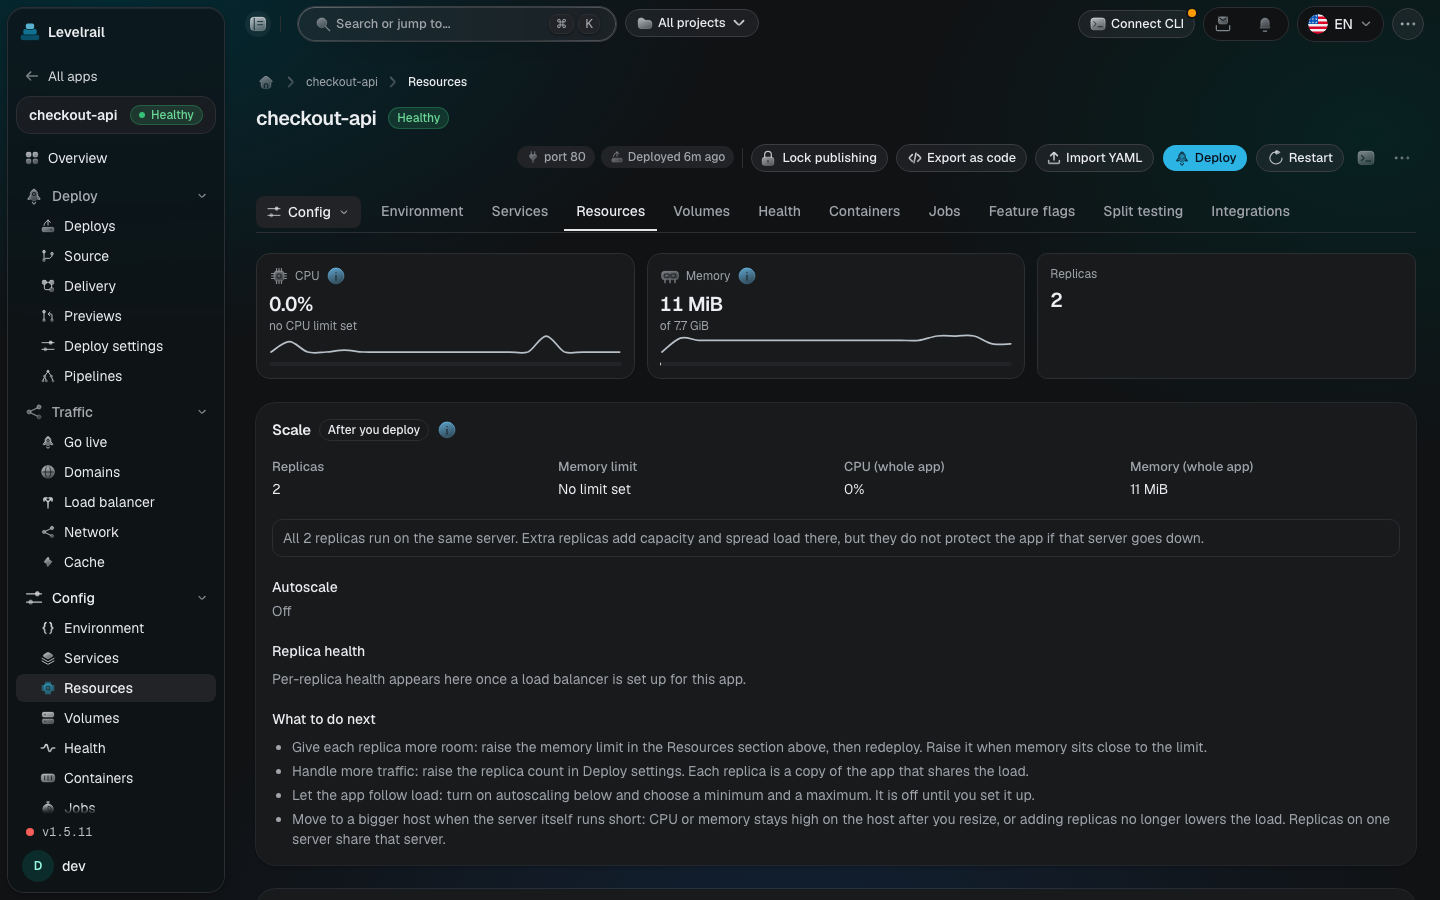 Levelrail
Search or jump to...
⌘ K
All projects
Connect CLI
EN
All apps
checkout-api
Healthy
Overview
Deploy
Deploys
Source
Delivery
Previews
Deploy settings
Pipelines
Traffic
Go live
Domains
Load balancer
Network
Cache
Config
Environment
Services
Resources
Volumes
Health
Containers
Jobs
v1.5.11
D
dev
checkout-api
Resources
checkout-api
Healthy
port 80
Deployed 6m ago
Lock publishing
Export as code
Import YAML
Deploy
Restart
Config
Environment
Services
Resources
Volumes
Health
Containers
Jobs
Feature flags
Split testing
Integrations
CPU
0.0%
no CPU limit set
Memory
11 MiB
of 7.7 GiB
Replicas
2
Scale
After you deploy
Replicas
2
Memory limit
No limit set
CPU (whole app)
0%
Memory (whole app)
11 MiB
All 2 replicas run on the same server. Extra replicas add capacity and spread load there, but they do not protect the app if that server goes down.
Autoscale
Off
Replica health
Per-replica health appears here once a load balancer is set up for this app.
What to do next
Give each replica more room: raise the memory limit in the Resources section above, then redeploy. Raise it when memory sits close to the limit.
Handle more traffic: raise the replica count in Deploy settings. Each replica is a copy of the app that shares the load.
Let the app follow load: turn on autoscaling below and choose a minimum and a maximum. It is off until you set it up.
Move to a bigger host when the server itself runs short: CPU or memory stays high on the host after you resize, or adding replicas no longer lowers the load. Replicas on one
server share that server.